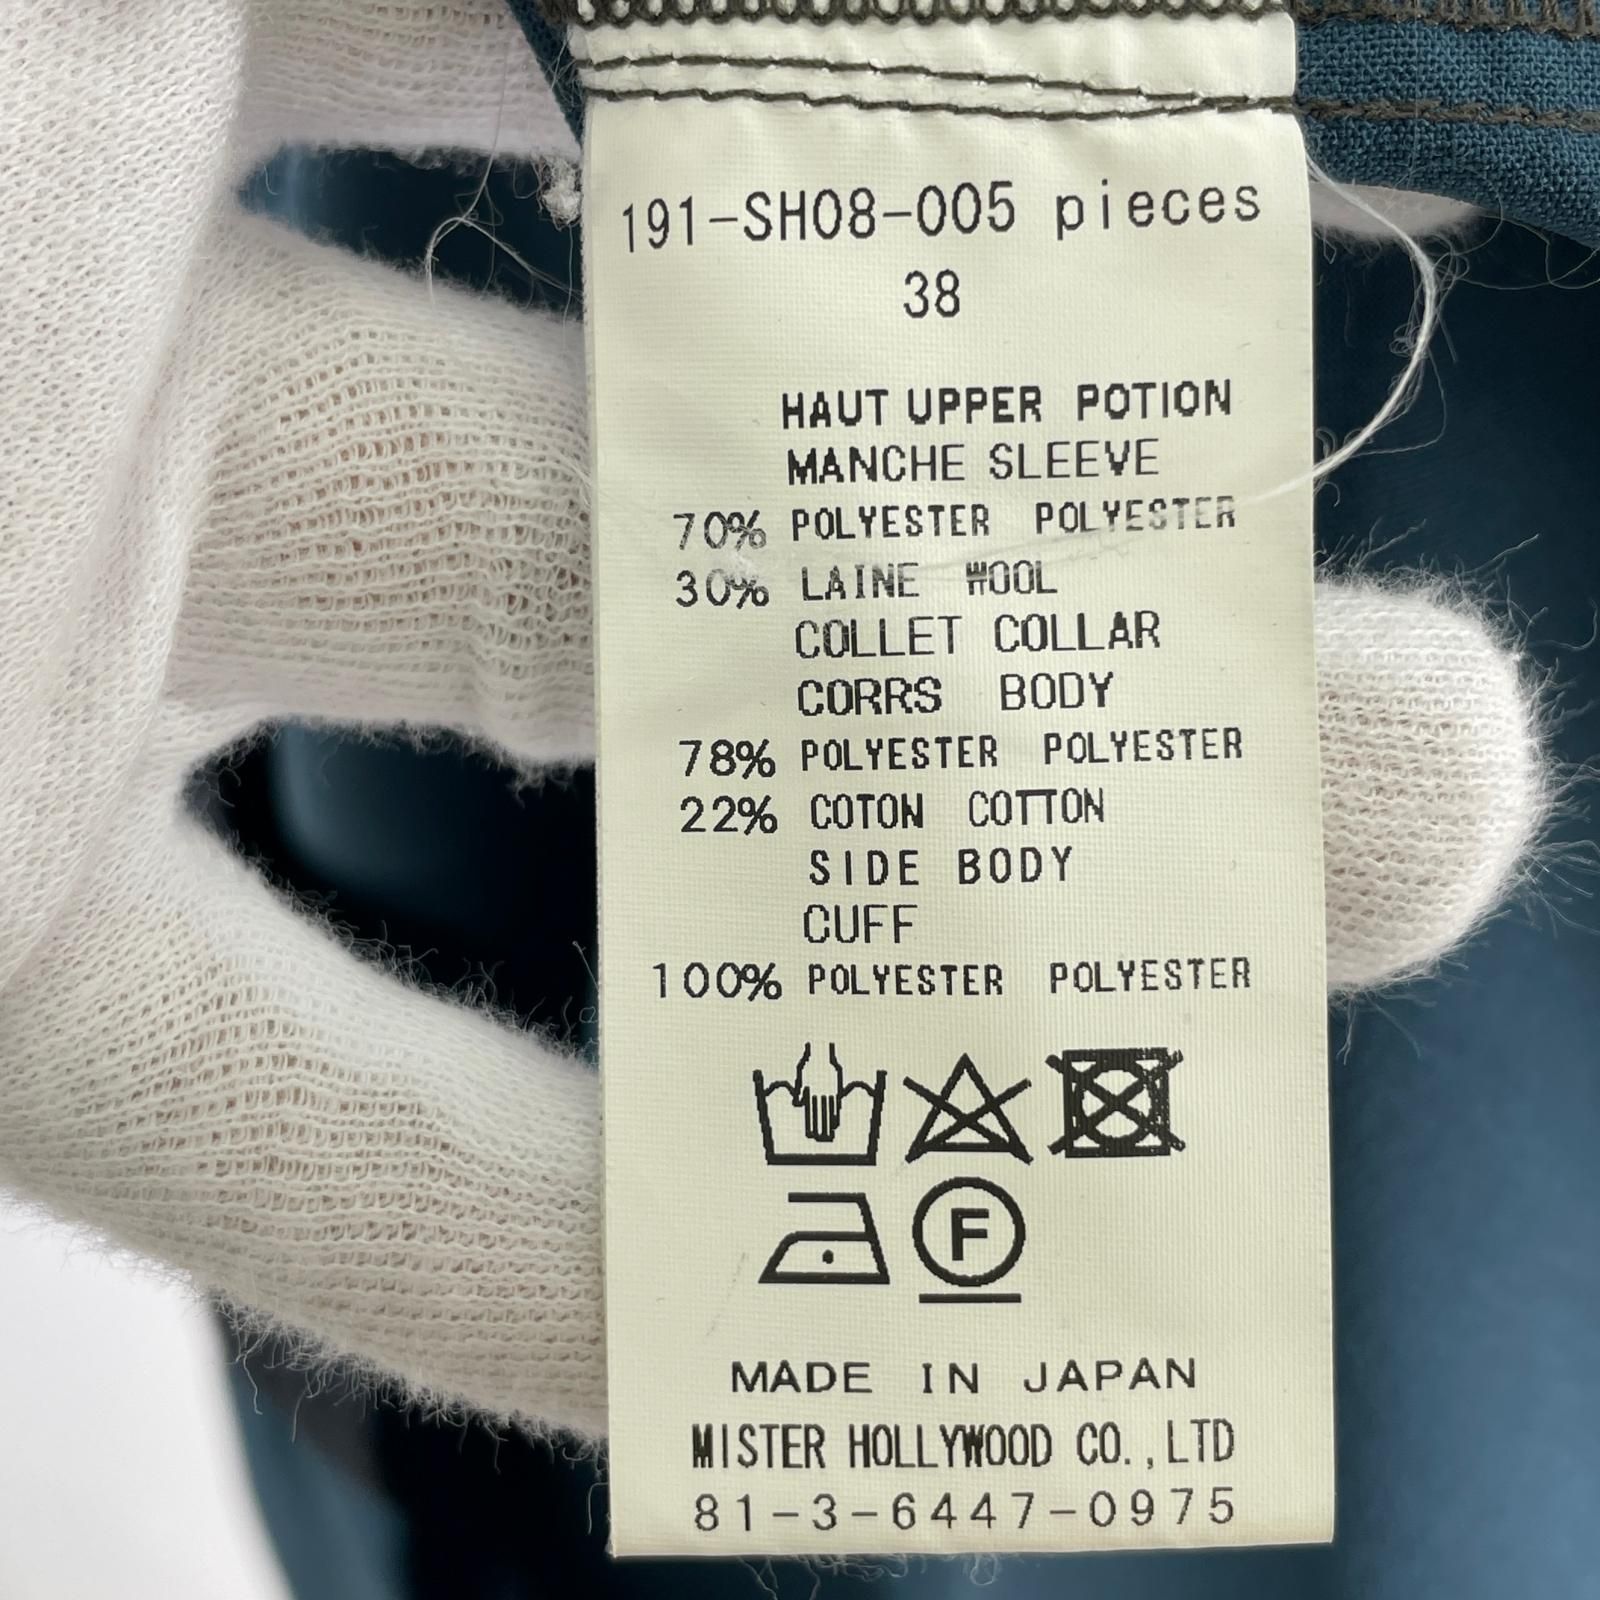 191-SH08-005 pieces
38
HAUT UPPER POTION
MANCHE SLEEVE
70% POLYESTER POLYESTER
30% LAINE WOOL
COLLET COLLAR
CORRS BODY
78% POLYESTER POLYESTER
22% COTON COTTON
SIDE BODY
CUFF
100% POLYESTER POLYESTER
F
MADE IN JAPAN
MISTER HOLLYWOOD CO.,LTD
81-3-6447-0975